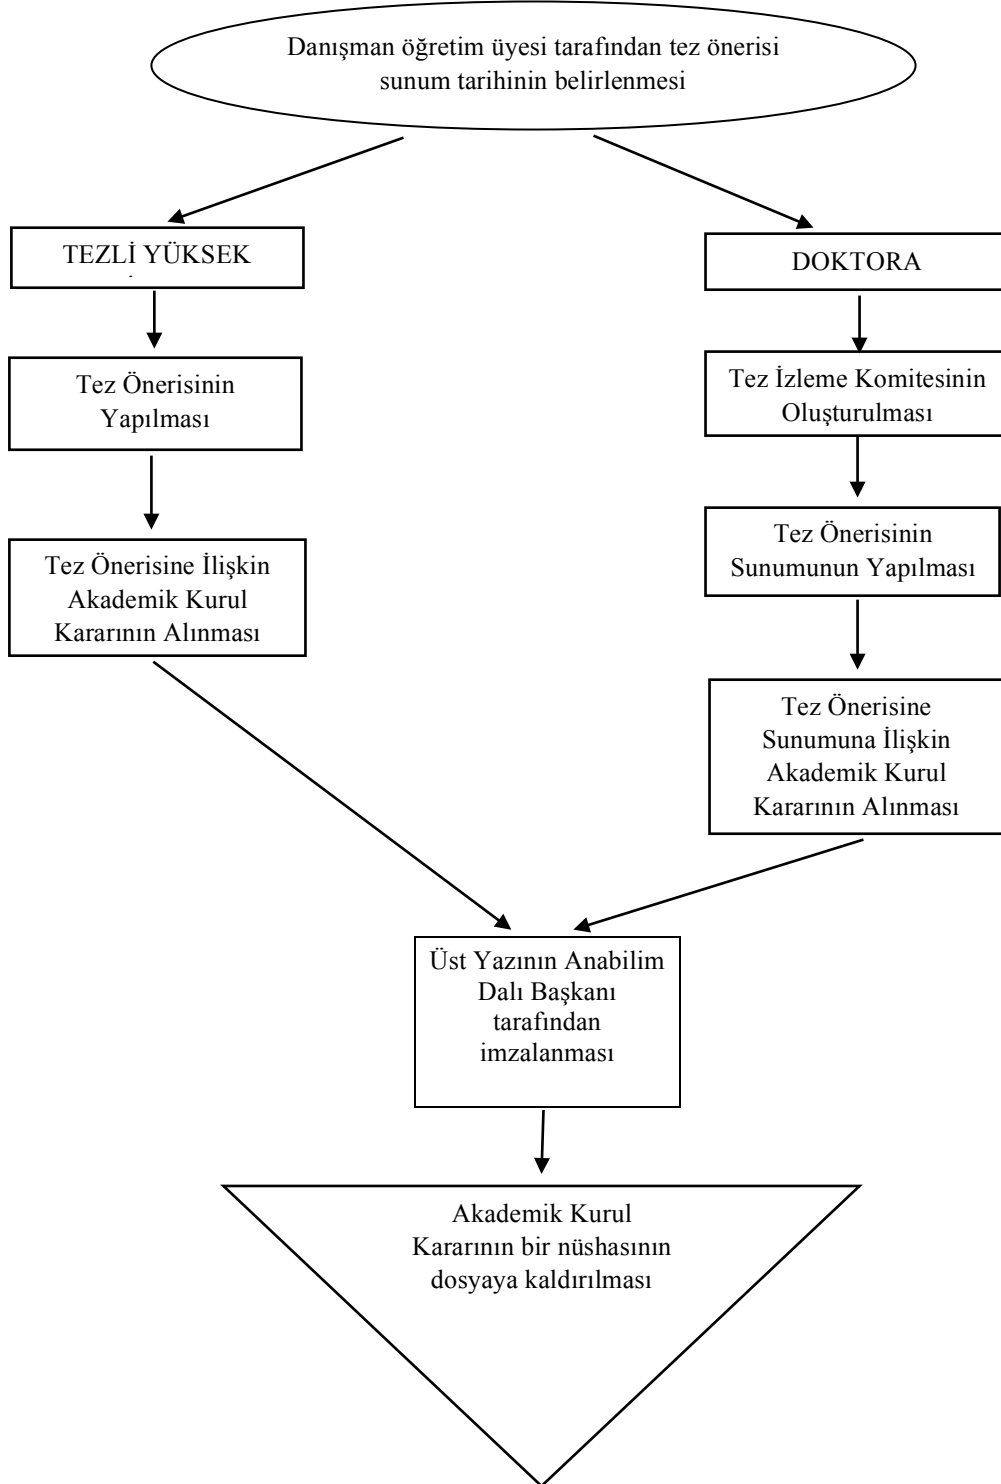 Danışman öğretim üyesi tarafından tez önerisi
sunum tarihinin belirlenmesi
TEZLİ YÜKSEK
DOKTORA
Tez Önerisinin
Yapılması
Tez İzleme Komitesinin
Oluşturulması
Tez Önerisine İlişkin
Akademik Kurul
Kararının Alınması
Tez Önerisinin
Sunumunun Yapılması
Tez Önerisine
Sunumuna İlişkin
Akademik Kurul
Kararının Alınması
Üst Yazının Anabilim
Dalı Başkanı
tarafından
imzalanması
Akademik Kurul
Kararının bir nüshasının
dosyaya kaldırılması